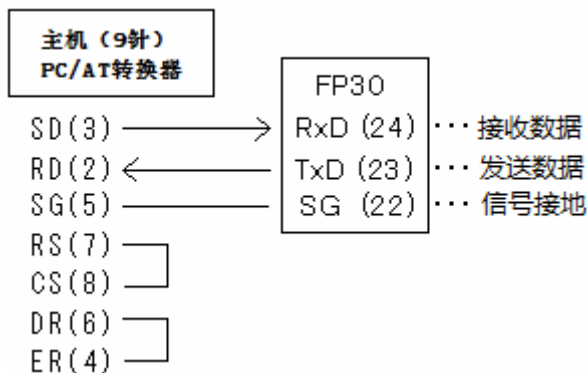 主机（9针）
PC/AT转换器
FP30
SD(3) RxD (24) ··· 接收数据
RD(2) TxD (23) ··· 发送数据
SG(5) SG (22) ··· 信号接地
RS(7)
CS(8)
DR(6)
ER(4)